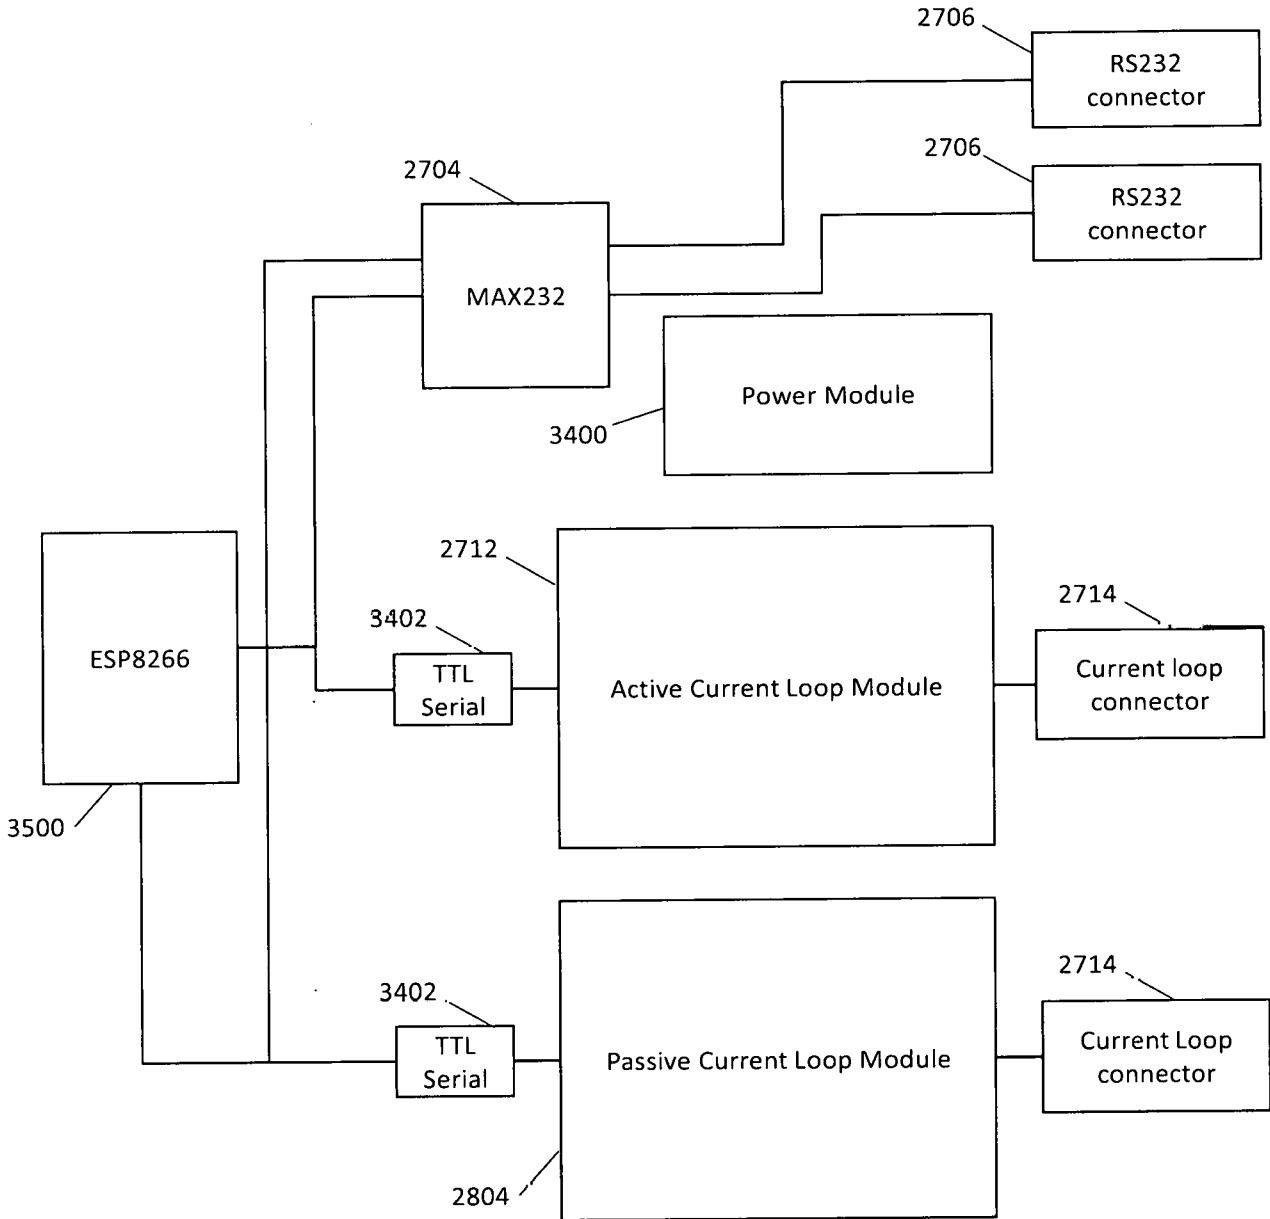 2706
RS232
connector
2706
RS232
connector
2704
MAX232
Power Module
3400
2712
2714
3402
TTL
Serial
ESP8266
Active Current Loop Module
Current loop
connector
3500
3402
2714
TTL
Serial
Passive Current Loop Module
Current Loop
connector
2804